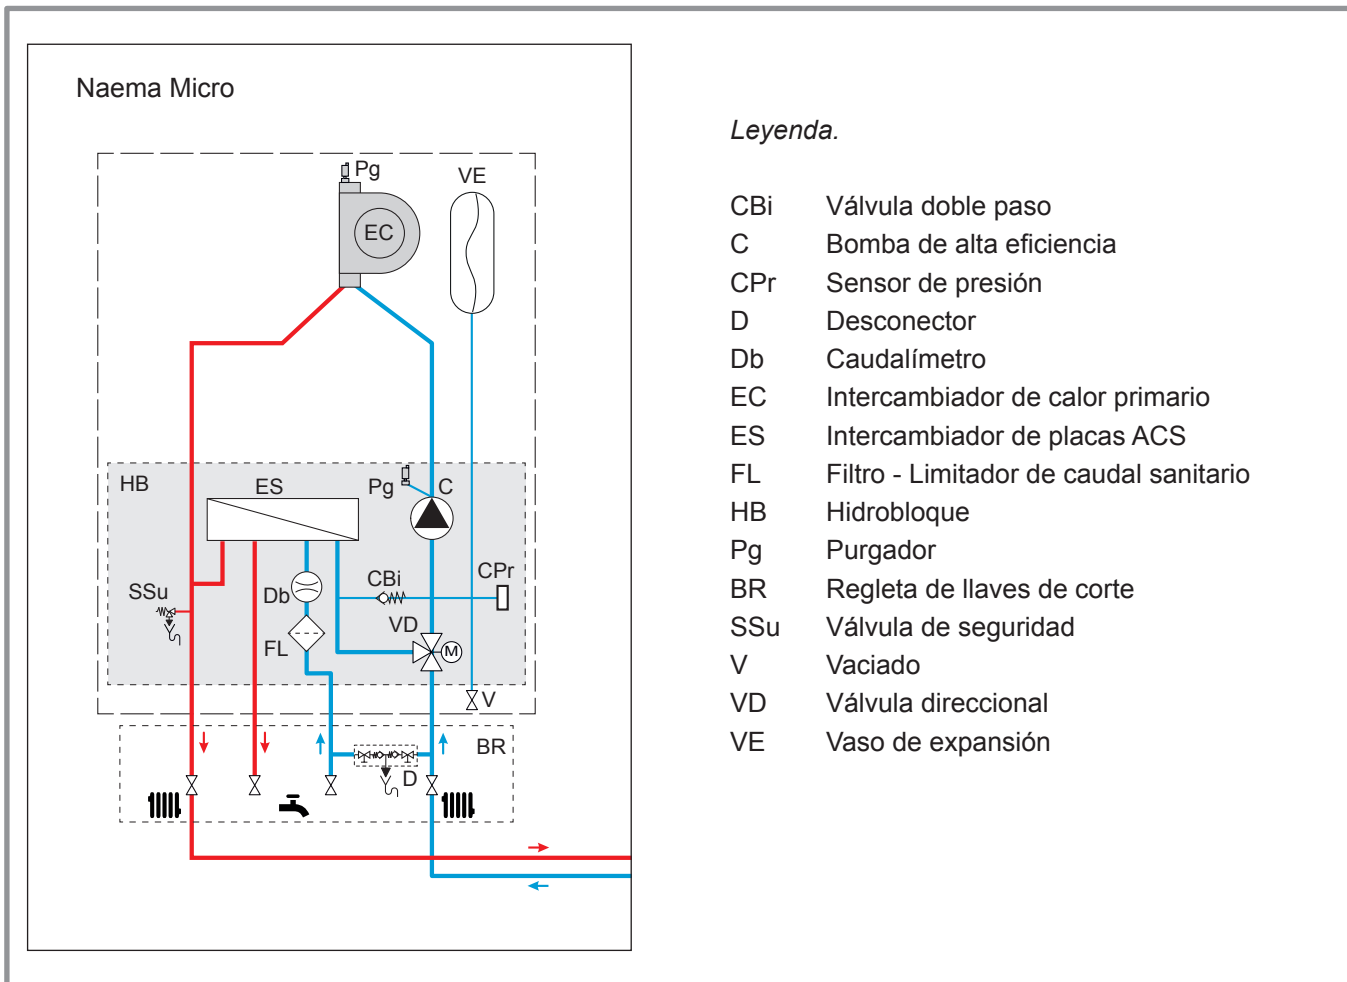 Naema Micro
Leyenda.
CBi Válvula doble paso
C Bomba de alta eficiencia
CPr Sensor de presión
D Desconector
Db Caudalímetro
EC Intercambiador de calor primario
ES Intercambiador de placas ACS
FL Filtro - Limitador de caudal sanitario
HB Hidrobloque
Pg Purgador
BR Regleta de llaves de corte
SSu Válvula de seguridad
V Vaciado
VD Válvula direccional
VE Vaso de expansión
Pg
VE
EC
HB
ES
Pg
C
SSu
Db
CBi
CPr
VD
FL
M
V
BR
D